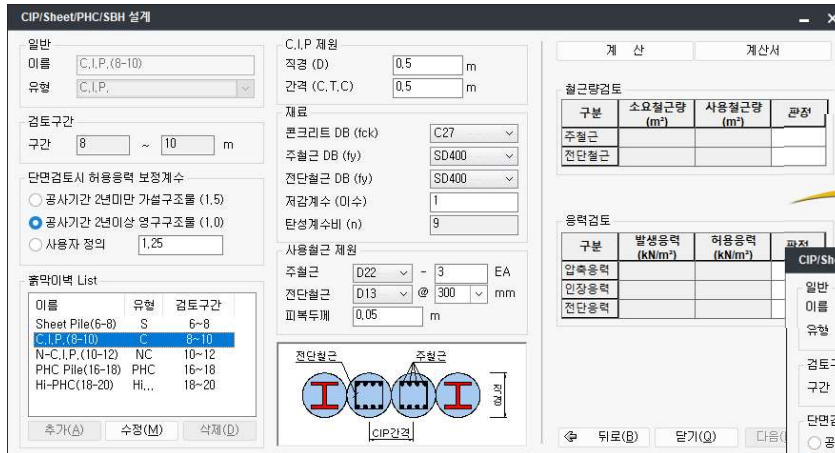 CIP/Sheet/PHC/SBH 설계
일반
이름 C.I.P.(8-10)
유형 C.I.P.
검토구간
구간 8 ~ 10 m
단면검토시 허용응력 보정계수
공사기간 2년미만 가설구조물 (1.5)
공사기간 2년이상 영구구조물 (1.0)
사용자 정의 1.25
흙막이벽 List
이름 유형 검토구간
Sheet Pile(6-8) S 6~8
C.I.P.(8-10) C 8~10
N-C.I.P.(10-12) NC 10~12
PHC Pile(16-18) PHC 16~18
Hi-PHC(18-20) Hi... 18~20
추가(A) 수정(M) 삭제(D)
C.I.P 제원
직경 (D) 0.5 m
간격 (C.T.C) 0.5 m
재료
콘크리트 DB (fck) C27
주철근 DB (fy) SD400
전단철근 DB (fy) SD400
저감계수 (이수) 1
탄성계수비 (n) 9
사용철근 제원
주철근 D22 - 3 EA
전단철근 D13 @ 300 mm
피복두께 0.05 m
전단철근 주철근
직경
CIP간격
계 산 계산서
철근량검토
구분 소요철근량 (m²) 사용철근량 (m²) 판정
주철근
전단철근
응력검토
구분 발생응력 (kN/m²) 허용응력 (kN/m²) 판정
압축응력
인장응력
전단응력
뒤로(B) 닫기(Q) 다음(
CIP/Sh
일반
이름
유형
검토구
구간
단면검
공